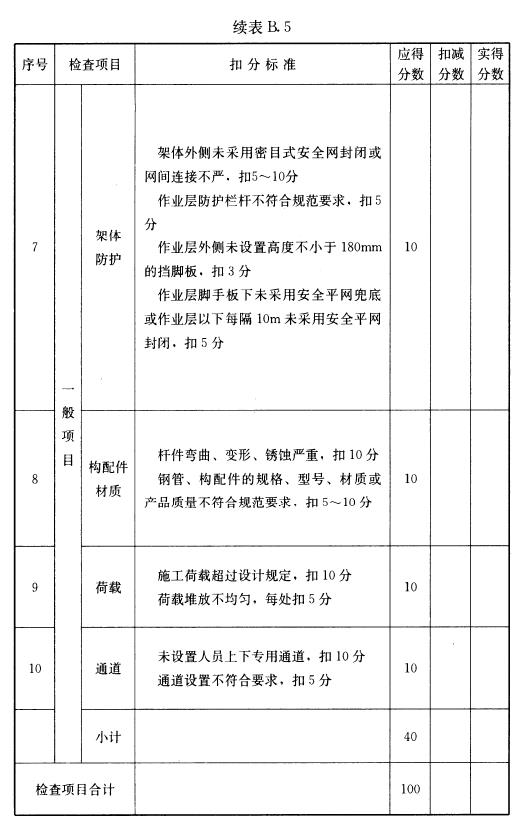 续表 B.5
序号 检查项目 扣分标准 应得分数 扣减分数 实得分数
一般项目
7 架体防护 10
架体外侧未采用密目式安全网封闭或
网间连接不严，扣5～10分
作业层防护栏杆不符合规范要求，扣5
分
作业层外侧未设置高度不小于180mm
的挡脚板，扣3分
作业层脚手板下未采用安全平网兜底
或作业层以下每隔10m未采用安全平网
封闭，扣5分
8 构配件材质 10
杆件弯曲、变形、锈蚀严重，扣10分
钢管、构配件的规格、型号、材质或
产品质量不符合规范要求，扣5～10分
9 荷载 10
施工荷载超过设计规定，扣10分
荷载堆放不均匀，每处扣5分
10 通道 10
未设置人员上下专用通道，扣10分
通道设置不符合要求，扣5分
小计 40
检查项目合计 100